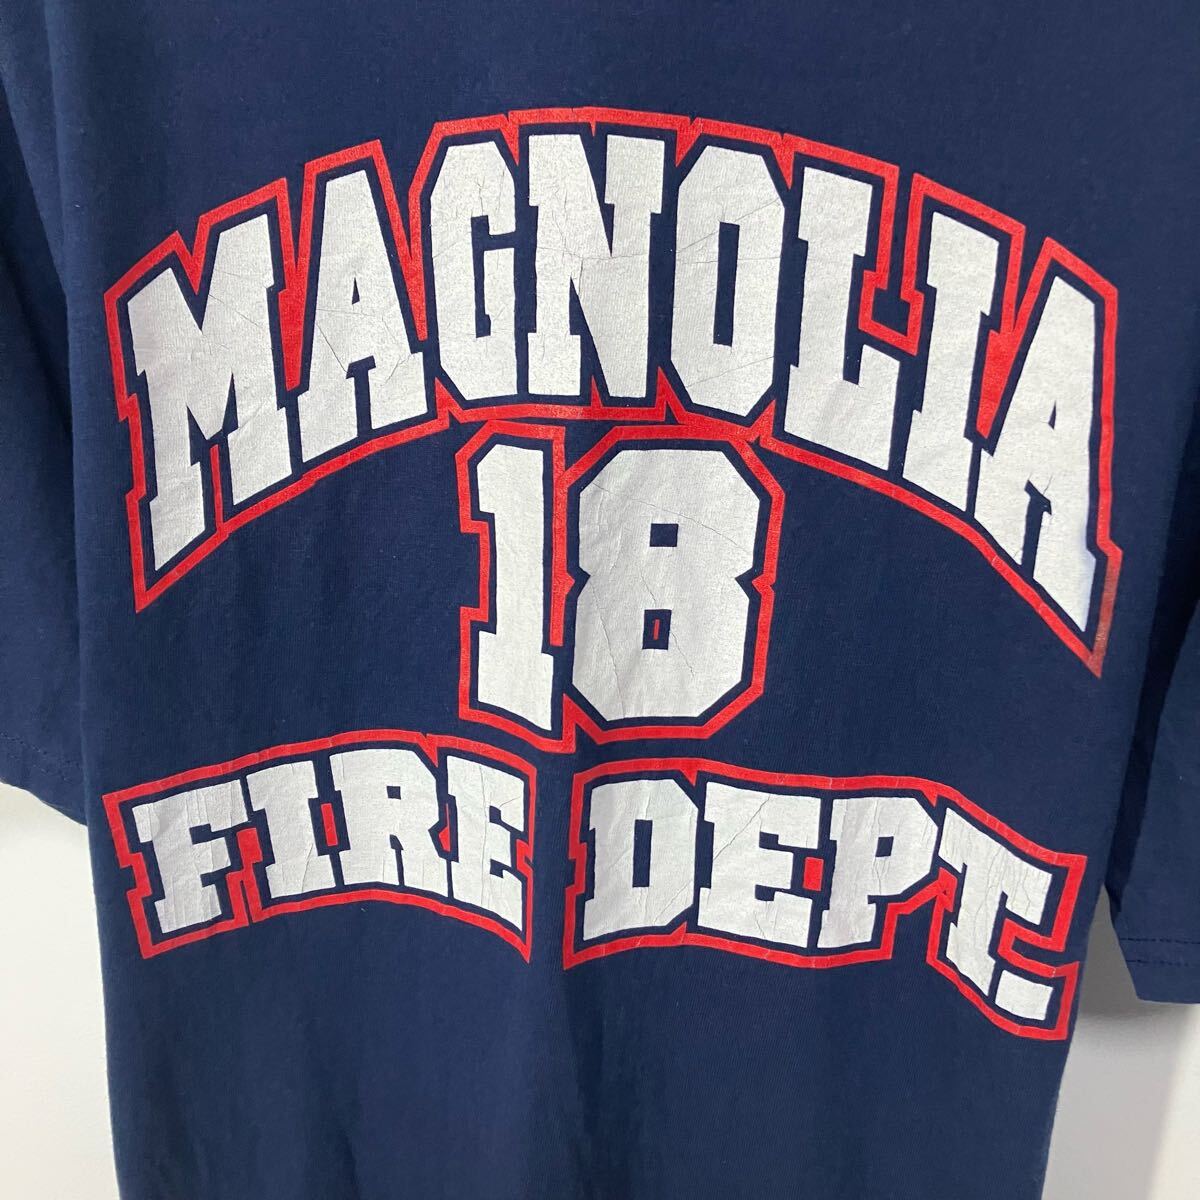 MAGNOLIA
18
FIRE DEPT.